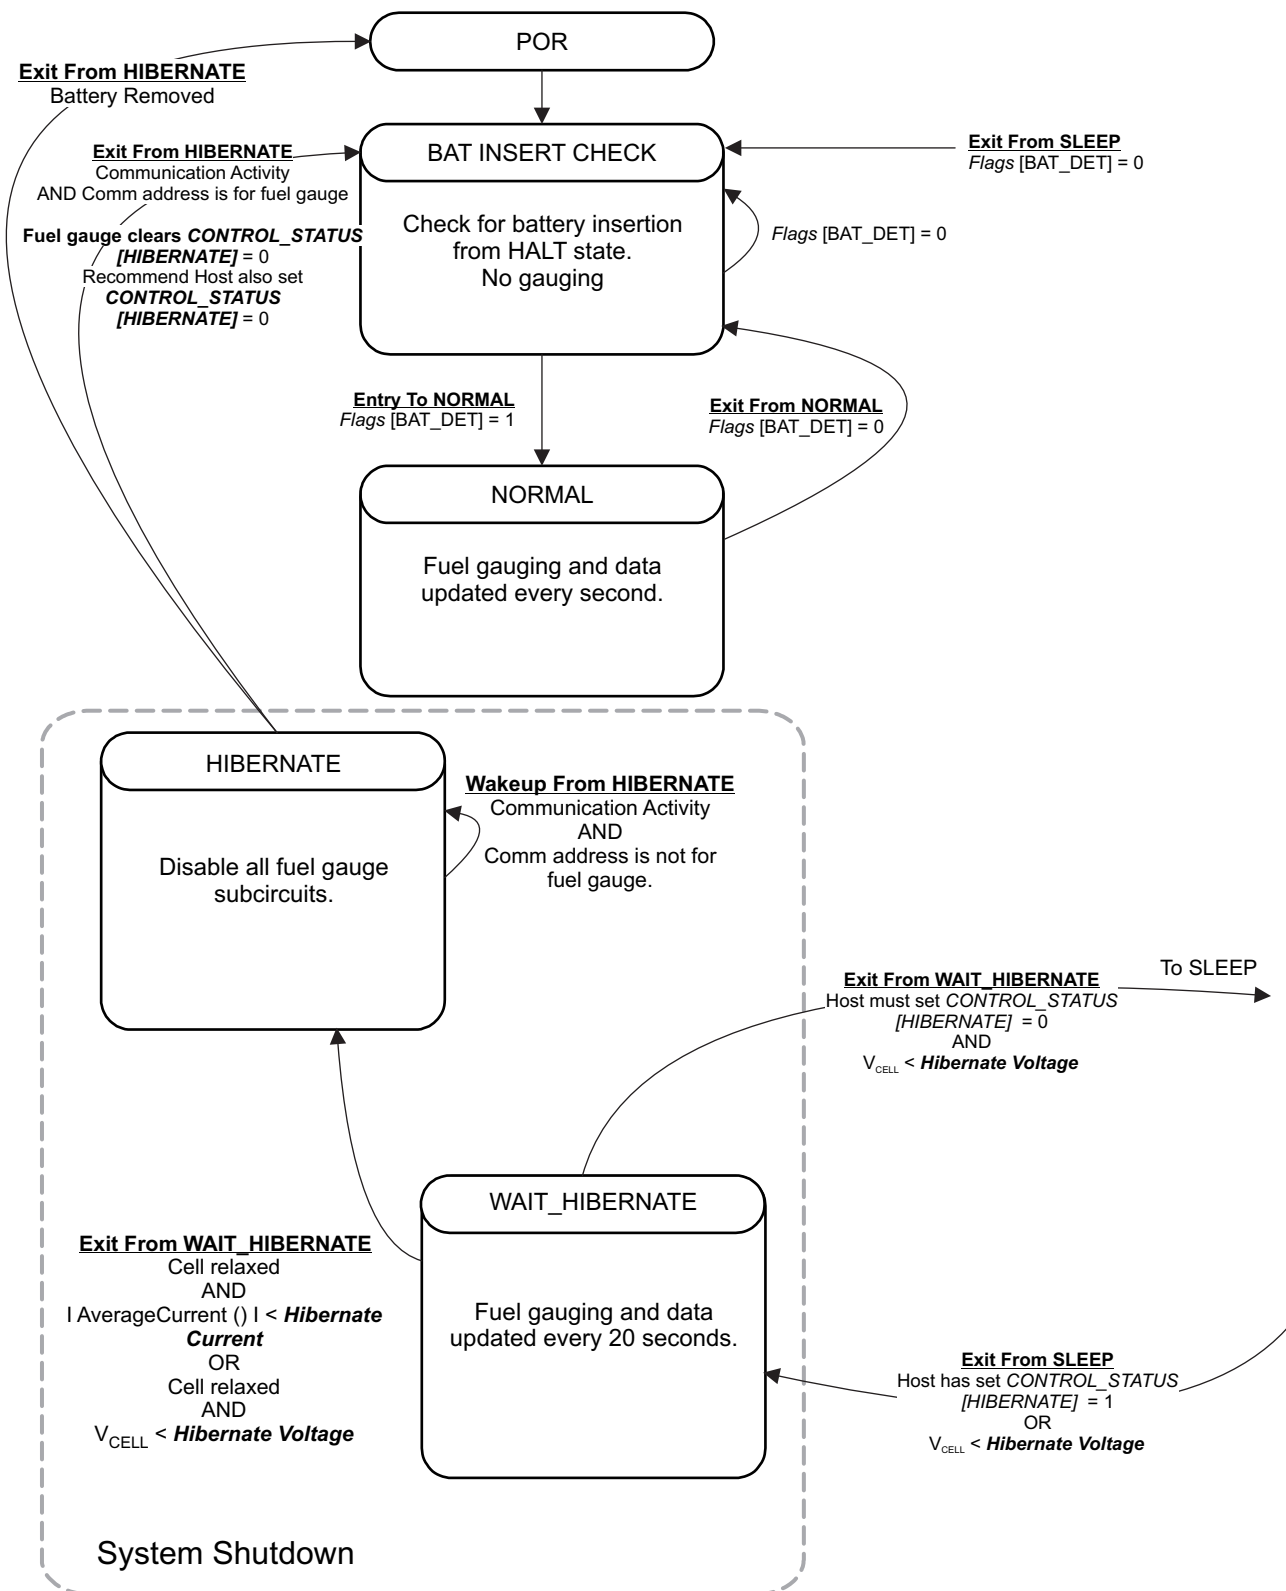 POR
Exit From HIBERNATE
Battery Removed
BAT INSERT CHECK
Check for battery insertion
from HALT state.
No gauging
Exit From HIBERNATE
Communication Activity
AND Comm address is for fuel gauge
Fuel gauge clears CONTROL_STATUS
[HIBERNATE] = 0
Recommend Host also set
CONTROL_STATUS
[HIBERNATE] = 0
Exit From SLEEP
Flags [BAT_DET] = 0
Flags [BAT_DET] = 0
Entry To NORMAL
Flags [BAT_DET] = 1
Exit From NORMAL
Flags [BAT_DET] = 0
NORMAL
Fuel gauging and data
updated every second.
HIBERNATE
Disable all fuel gauge
subcircuits.
Wakeup From HIBERNATE
Communication Activity
AND
Comm address is not for
fuel gauge.
Exit From WAIT_HIBERNATE
Host must set CONTROL_STATUS
[HIBERNATE] = 0
AND
VCELL < Hibernate Voltage
To SLEEP
WAIT_HIBERNATE
Fuel gauging and data
updated every 20 seconds.
Exit From WAIT_HIBERNATE
Cell relaxed
AND
I AverageCurrent () I < Hibernate
Current
OR
Cell relaxed
AND
VCELL < Hibernate Voltage
Exit From SLEEP
Host has set CONTROL_STATUS
[HIBERNATE] = 1
OR
VCELL < Hibernate Voltage
System Shutdown